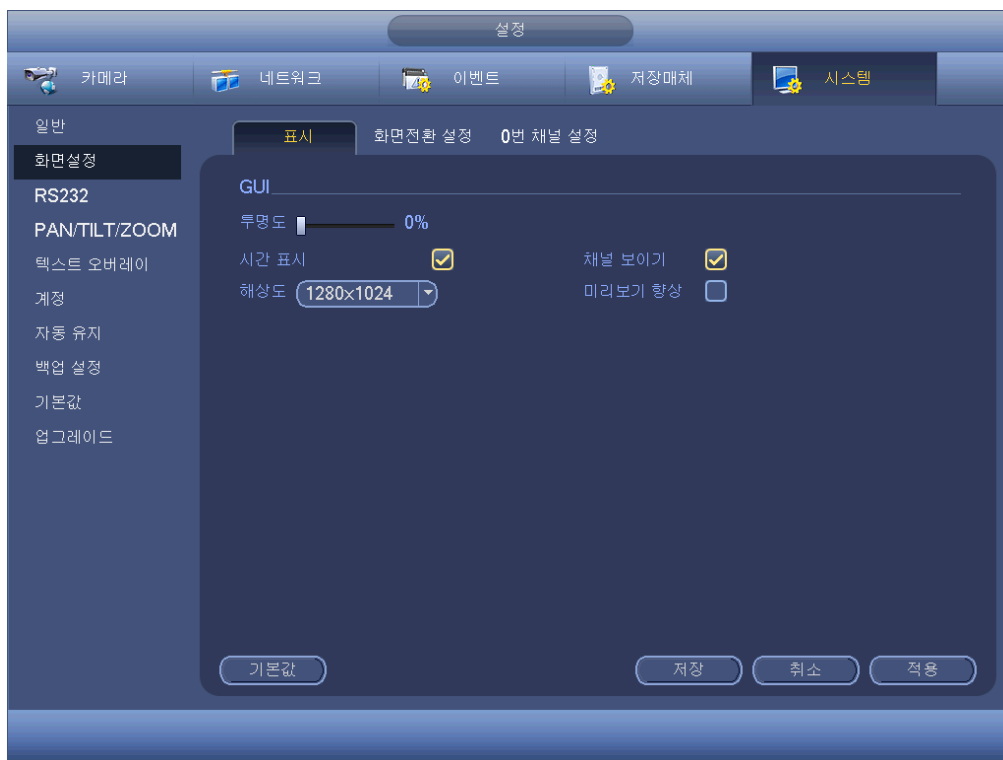 설정
카메라 네트워크 이벤트 저장매체 시스템
일반
화면설정
RS232
PAN/TILT/ZOOM
텍스트 오버레이
계정
자동 유지
백업 설정
기본값
업그레이드
표시 화면전환 설정 0번 채널 설정
GUI
투명도 0%
시간 표시 채널 보이기
해상도 1280x1024 미리보기 향상
기본값 저장 취소 적용